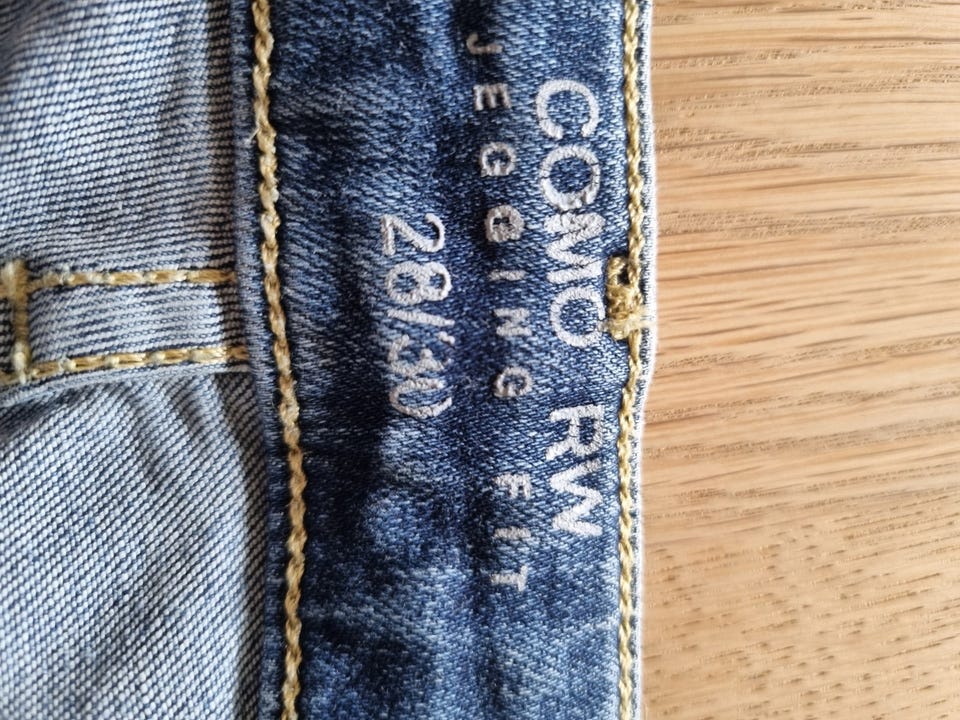 COMO RW
JEGGING FIT
28/30